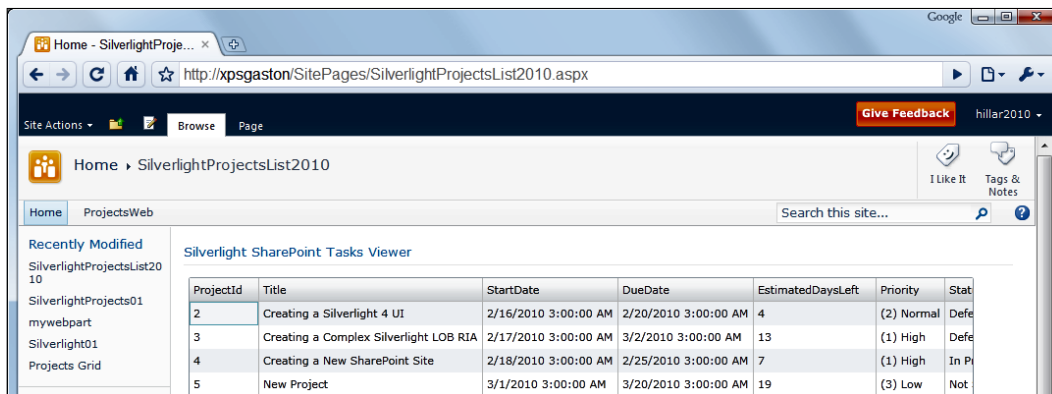 Google
Home - SilverlightProje...
http://xpsgaston/SitePages/SilverlightProjectsList2010.aspx
Site Actions Browse Page Give Feedback hillar2010
Home SilverlightProjectsList2010
I Like It Tags & Notes
Home ProjectsWeb Search this site...
Recently Modified
SilverlightProjectsList20
10
SilverlightProjects01
mywebpart
Silverlight01
Projects Grid
Silverlight SharePoint Tasks Viewer
ProjectId Title StartDate DueDate EstimatedDaysLeft Priority Stat
2 Creating a Silverlight 4 UI 2/16/2010 3:00:00 AM 2/20/2010 3:00:00 AM 4 (2) Normal Defe
3 Creating a Complex Silverlight LOB RIA 2/17/2010 3:00:00 AM 3/2/2010 3:00:00 AM 13 (1) High Defe
4 Creating a New SharePoint Site 2/18/2010 3:00:00 AM 2/25/2010 3:00:00 AM 7 (1) High In Pr
5 New Project 3/1/2010 3:00:00 AM 3/20/2010 3:00:00 AM 19 (3) Low Not